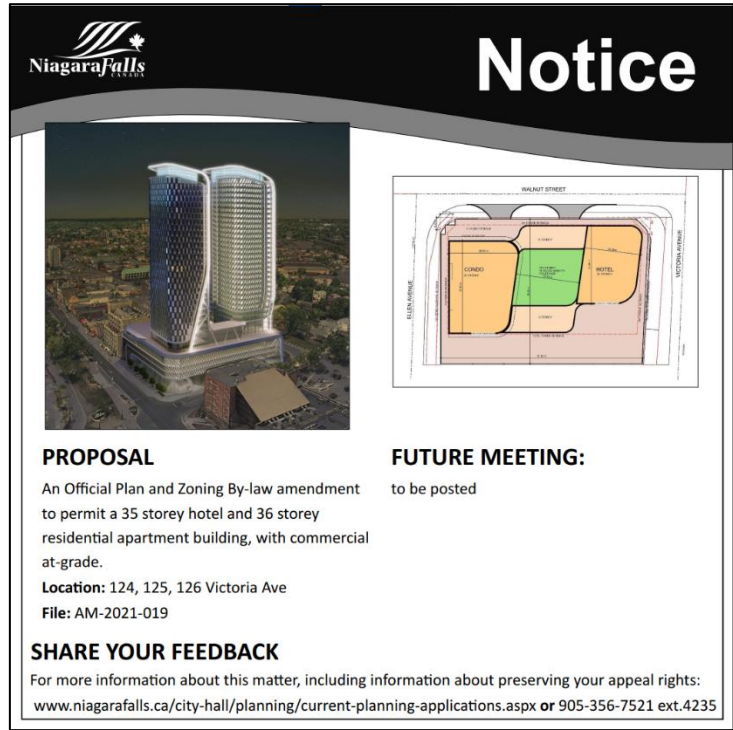 NiagaraFalls
CANADA
Notice
WALNUT STREET
ELLEN AVENUE
VICTORIA AVENUE
CONDO
HOTEL
PROPOSAL
An Official Plan and Zoning By-law amendment
to permit a 35 storey hotel and 36 storey
residential apartment building, with commercial
at-grade.
Location: 124, 125, 126 Victoria Ave
File: AM-2021-019
FUTURE MEETING:
to be posted
SHARE YOUR FEEDBACK
For more information about this matter, including information about preserving your appeal rights:
www.niagarafalls.ca/city-hall/planning/current-planning-applications.aspx or 905-356-7521 ext.4235